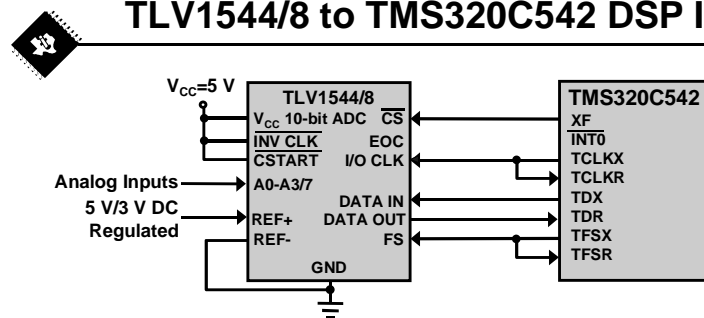 TLV1544/8 to TMS320C542 DSP I
VCC=5 V
TLV1544/8
VCC 10-bit ADC CS
INV CLK EOC
CSTART I/O CLK
Analog Inputs A0-A3/7
DATA IN
5 V/3 V DC
Regulated
REF+ DATA OUT
REF- FS
GND
TMS320C542
XF
INT0
TCLKX
TCLKR
TDX
TDR
TFSX
TFSR